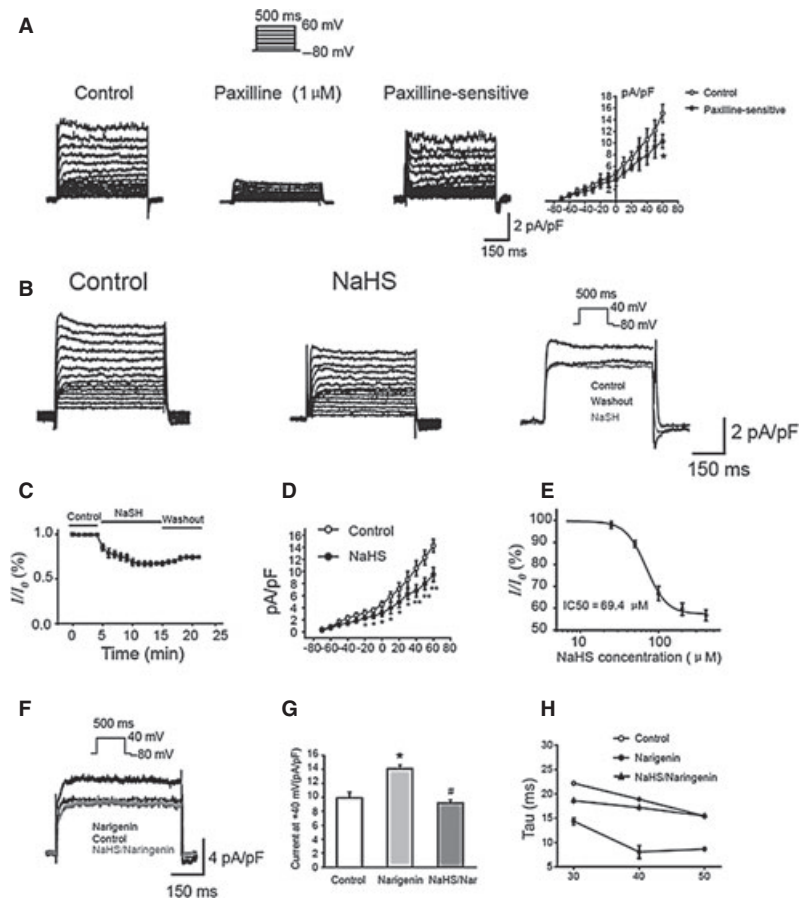 A
500 ms
60 mV
–80 mV
Control
Paxilline (1 μM)
Paxilline-sensitive
pA/pF
Control
Paxilline-sensitive
18
16
14
12
10
8
6
4
2
0
*
-80 -60 -40 -20 0 20 40 60 80
2 pA/pF
150 ms
B
Control
NaHS
500 ms
40 mV
–80 mV
Control
Washout
NaSH
2 pA/pF
150 ms
C
Control
NaSH
Washout
I/I0 (%)
1.0
0.5
0.0
0 5 10 15 20 25
Time (min)
D
Control
NaHS
pA/pF
16
14
12
10
8
6
4
2
0
-80 -60 -40 -20 0 20 40 60 80
E
I/I0 (%)
100
90
80
70
60
50
IC50 = 69.4 μM
10 100
NaHS concentration ( μ M)
F
500 ms
40 mV
–80 mV
Narigenin
Control
NaHS/Naringenin
4 pA/pF
150 ms
G
Current at +40 mV(pA/pF)
16
14
12
10
8
6
4
2
0
*
#
Control Narigenin NaHS/Nar
H
Control
Narigenin
NaHS/Naringenin
Tau (ms)
30
25
20
15
10
5
30 40 50